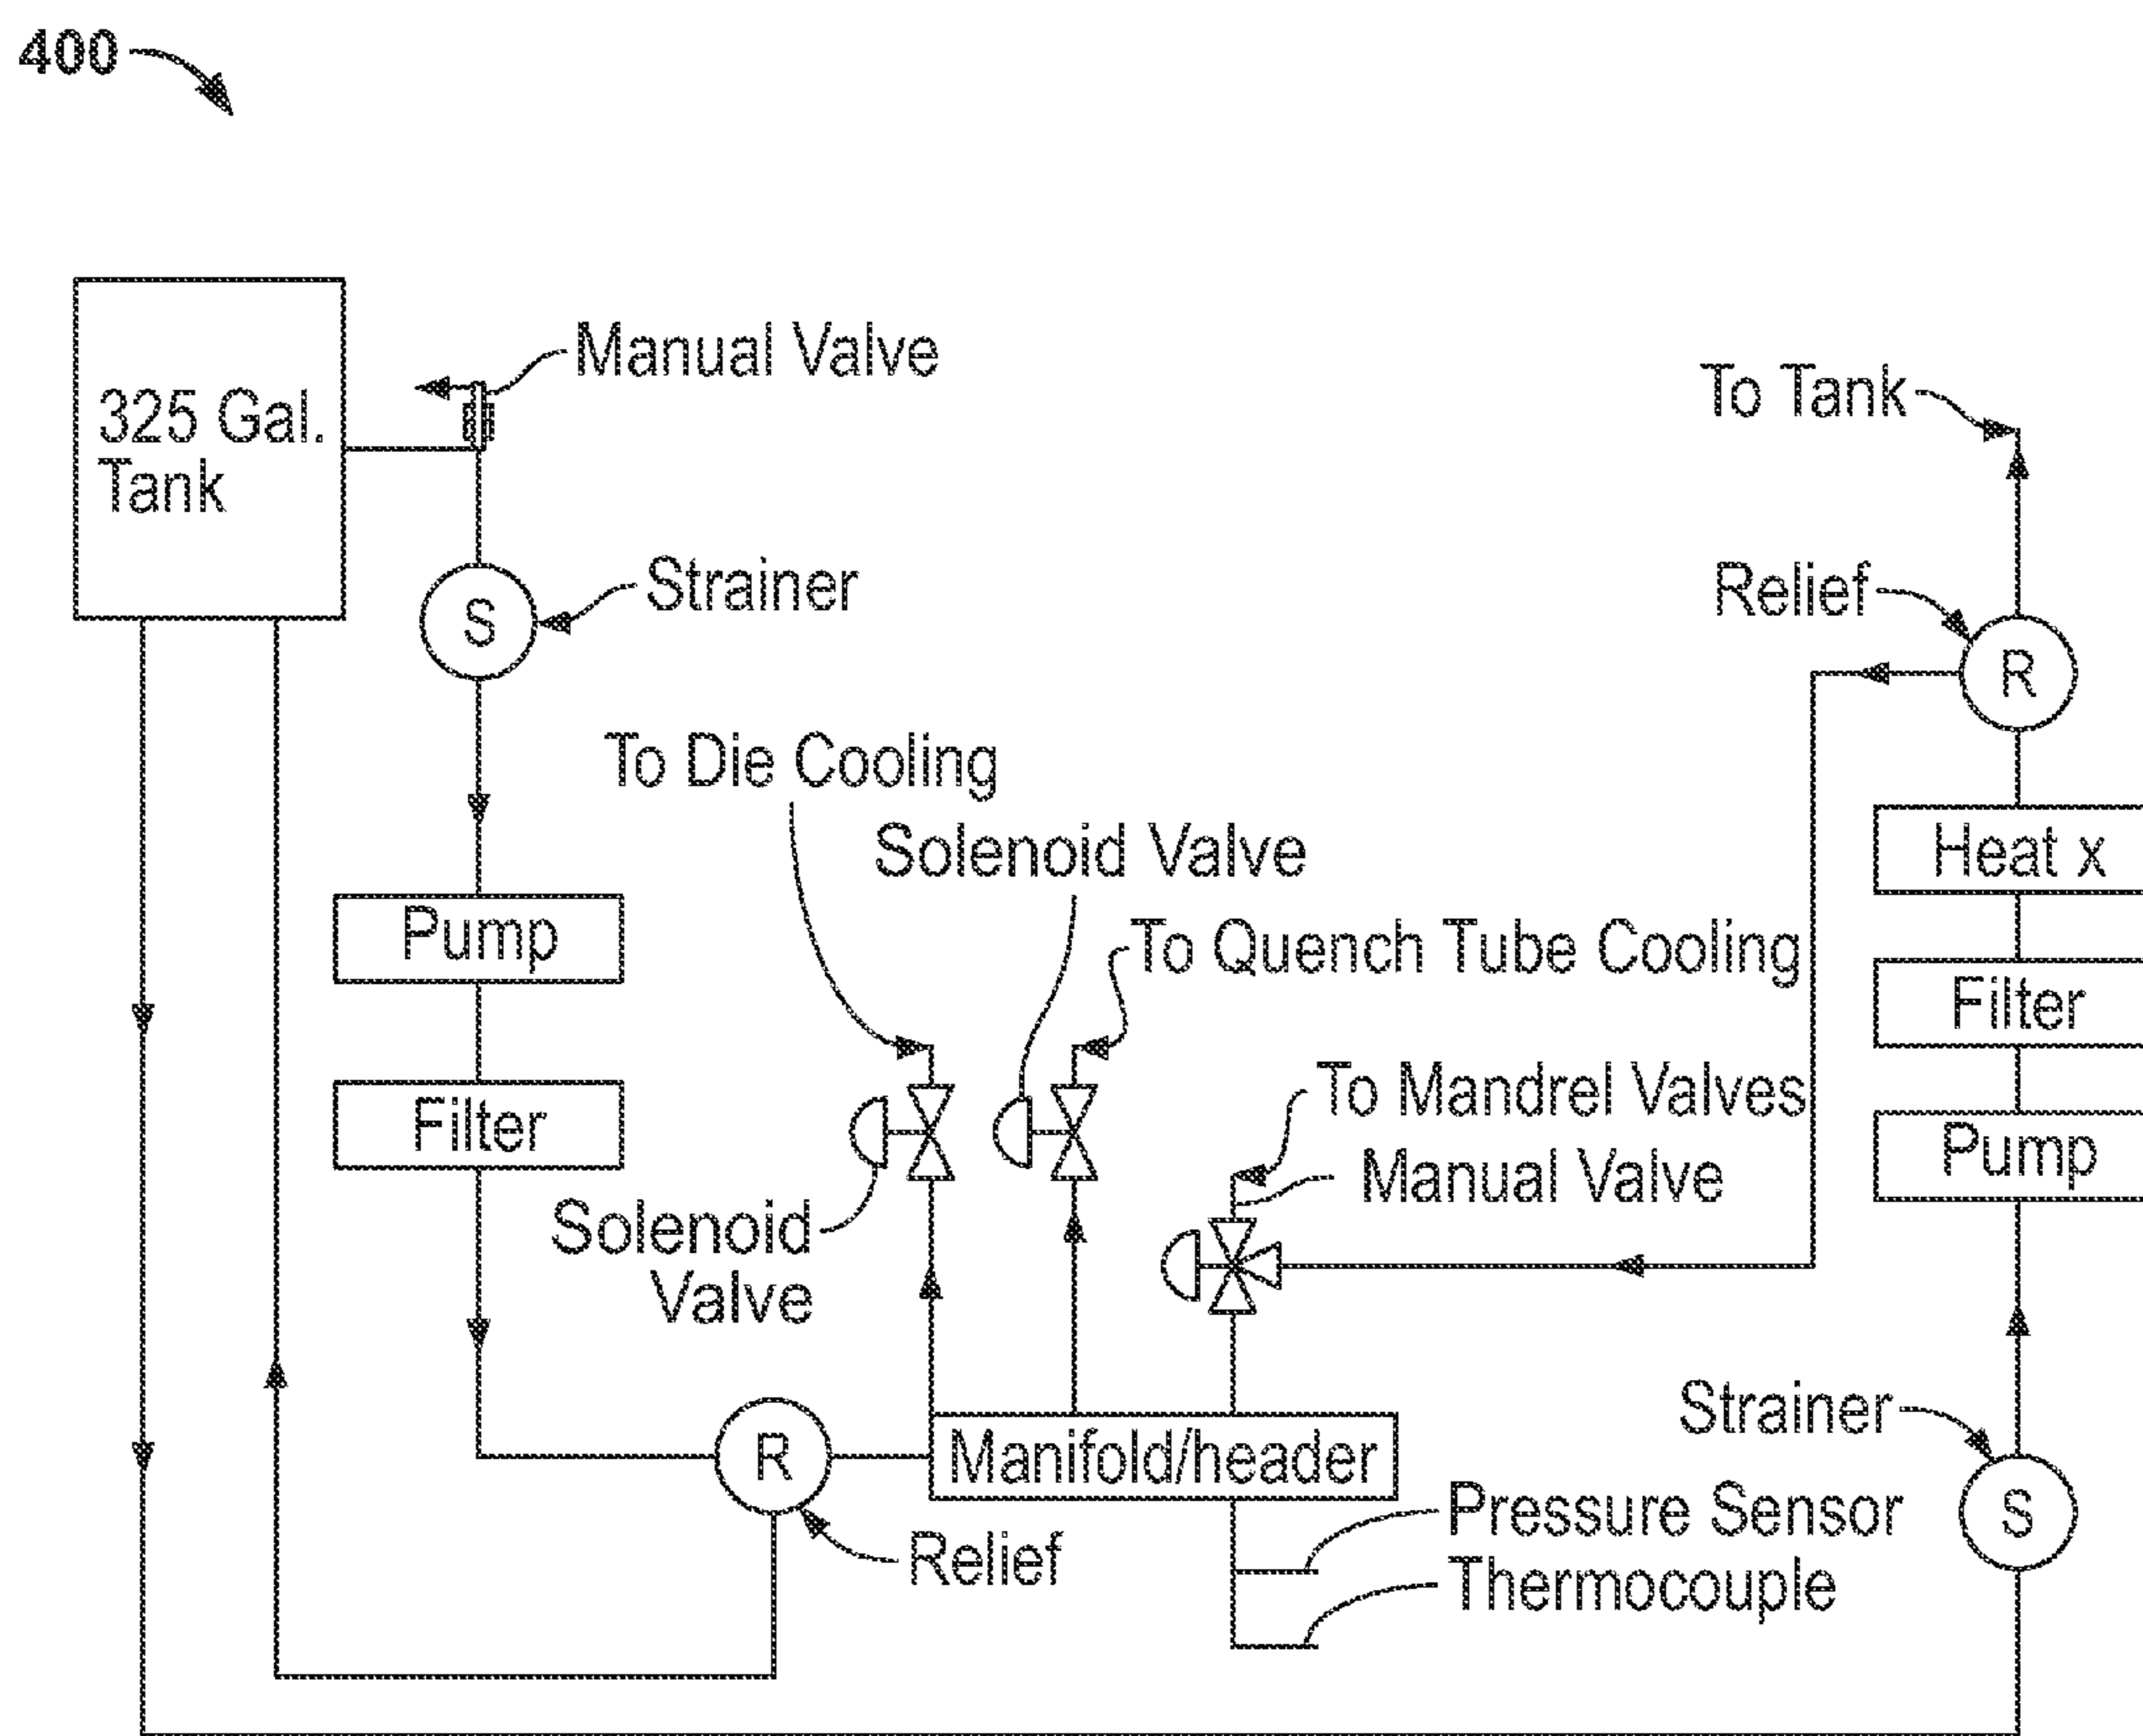 400
Manual Valve
325 Gal.
Tank
To Tank
Strainer
S
Relief
R
To Die Cooling
Solenoid Valve
Heat x
Pump
To Quench Tube Cooling
Filter
Filter
To Mandrel Valves
Pump
Manual Valve
Solenoid
Valve
Strainer
R
Manifold/header
Pressure Sensor
S
Relief
Thermocouple